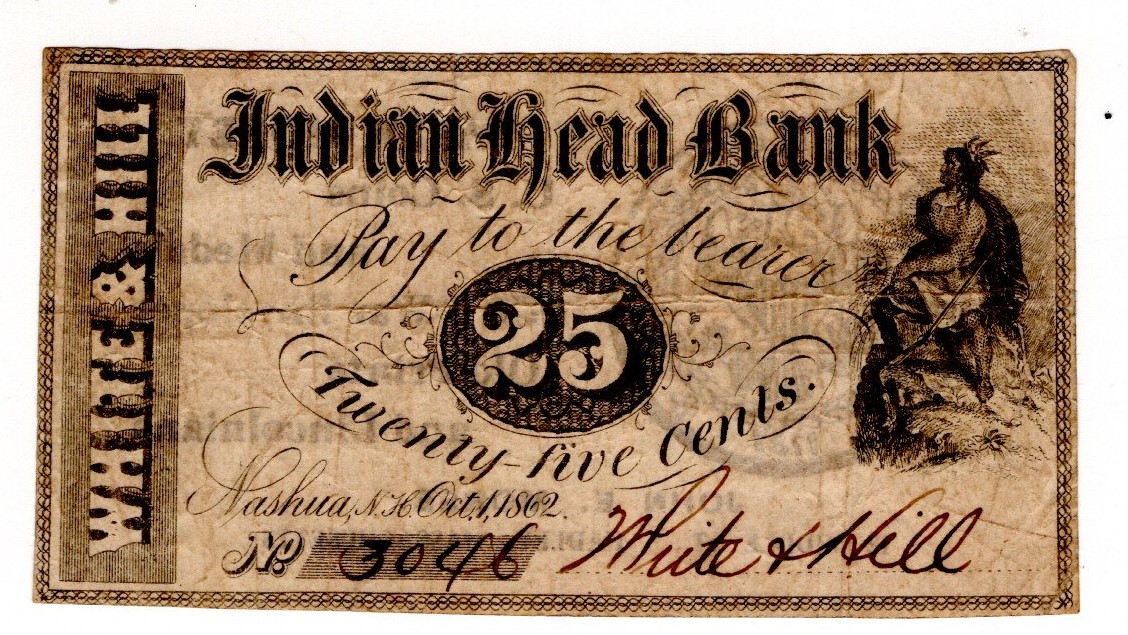 WHITE & HILL
Indian Head Bank
Pay to the bearer
25
Twenty-five Cents.
Nashua, N.H. Oct. 1, 1862.
No. 3046 White & Hill